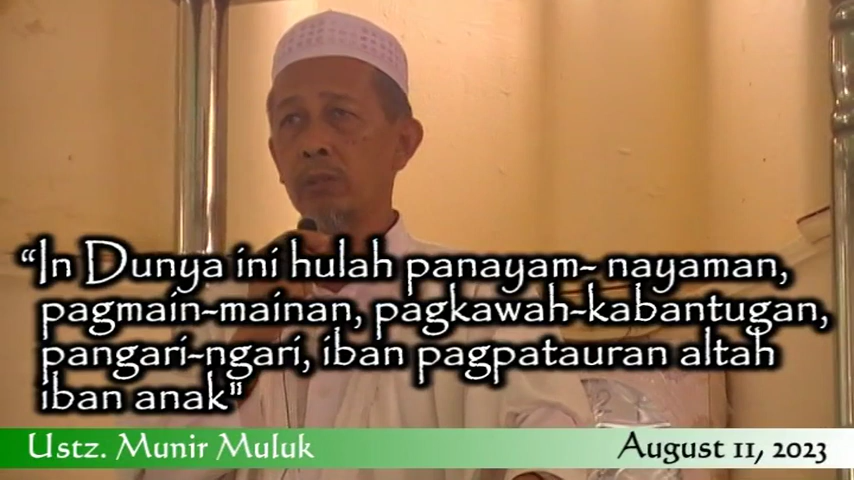 “In Dunya ini hulah panayam- nayaman,
pagmain-mainan, pagkawah-kabantugan,
pangari-ngari, iban pagpatauran altah
iban anak"
Ustz. Munir Muluk
August 11, 2023